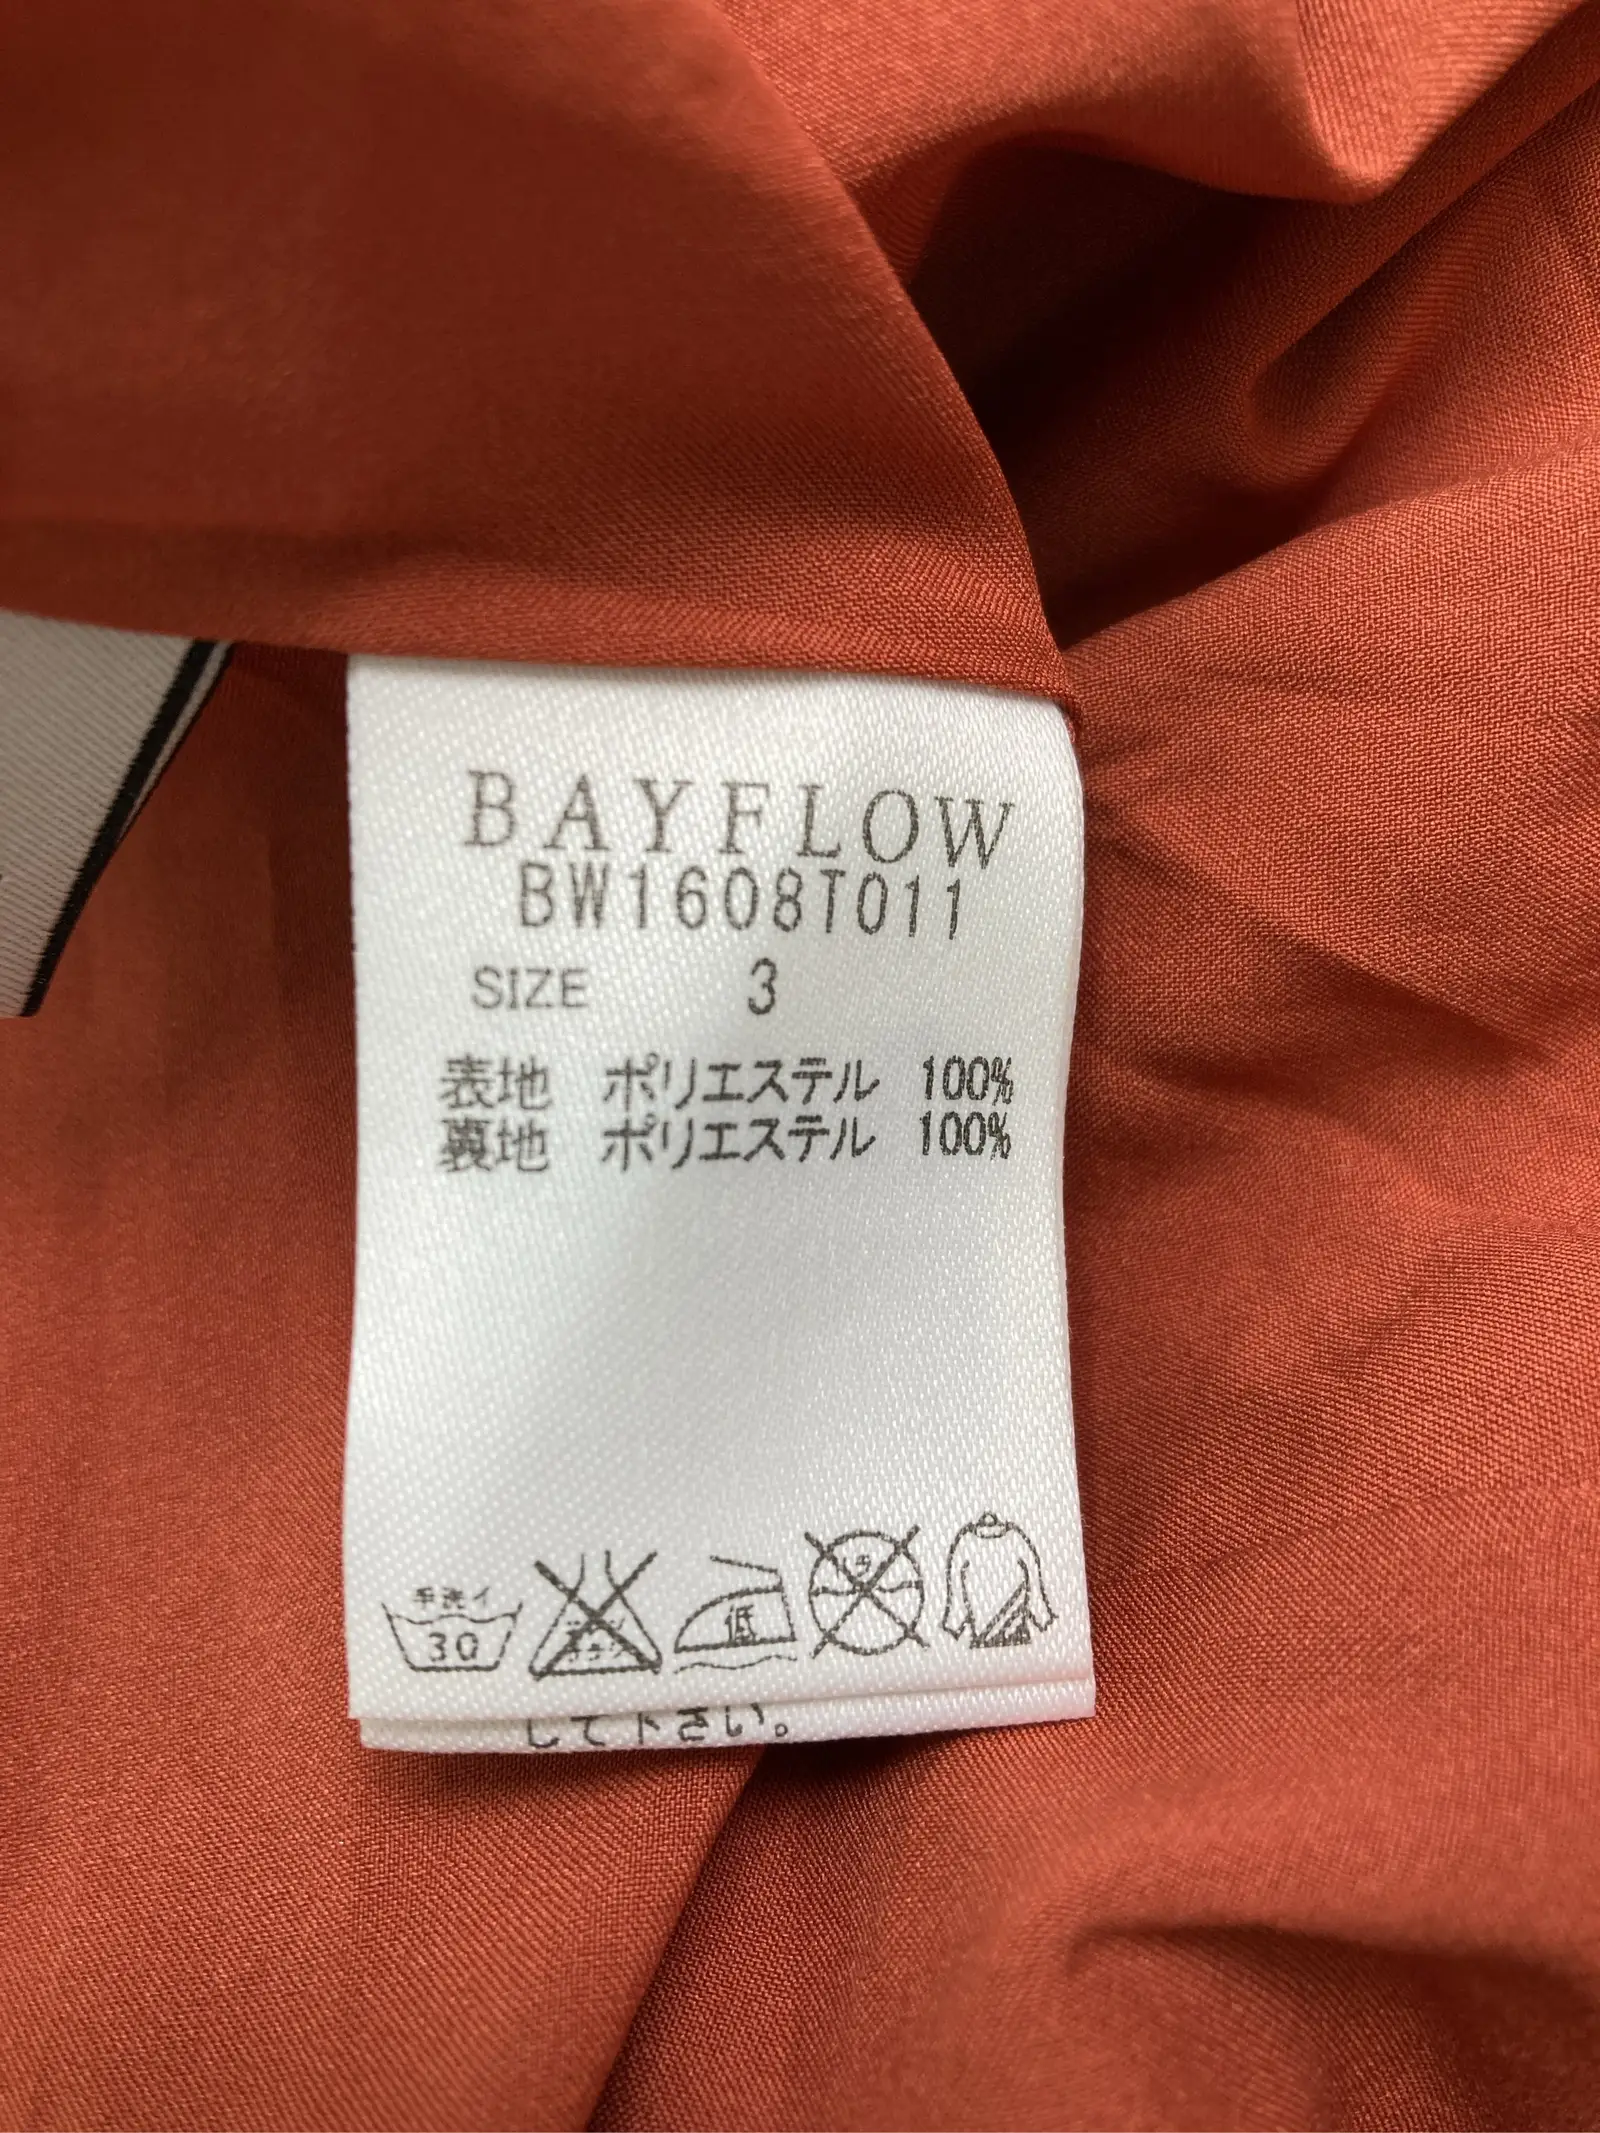 BAYFLOW
BW1608T011
SIZE 3
表地 ポリエステル 100%
裏地 ポリエステル 100%
手洗イ
30
低
して下さい。